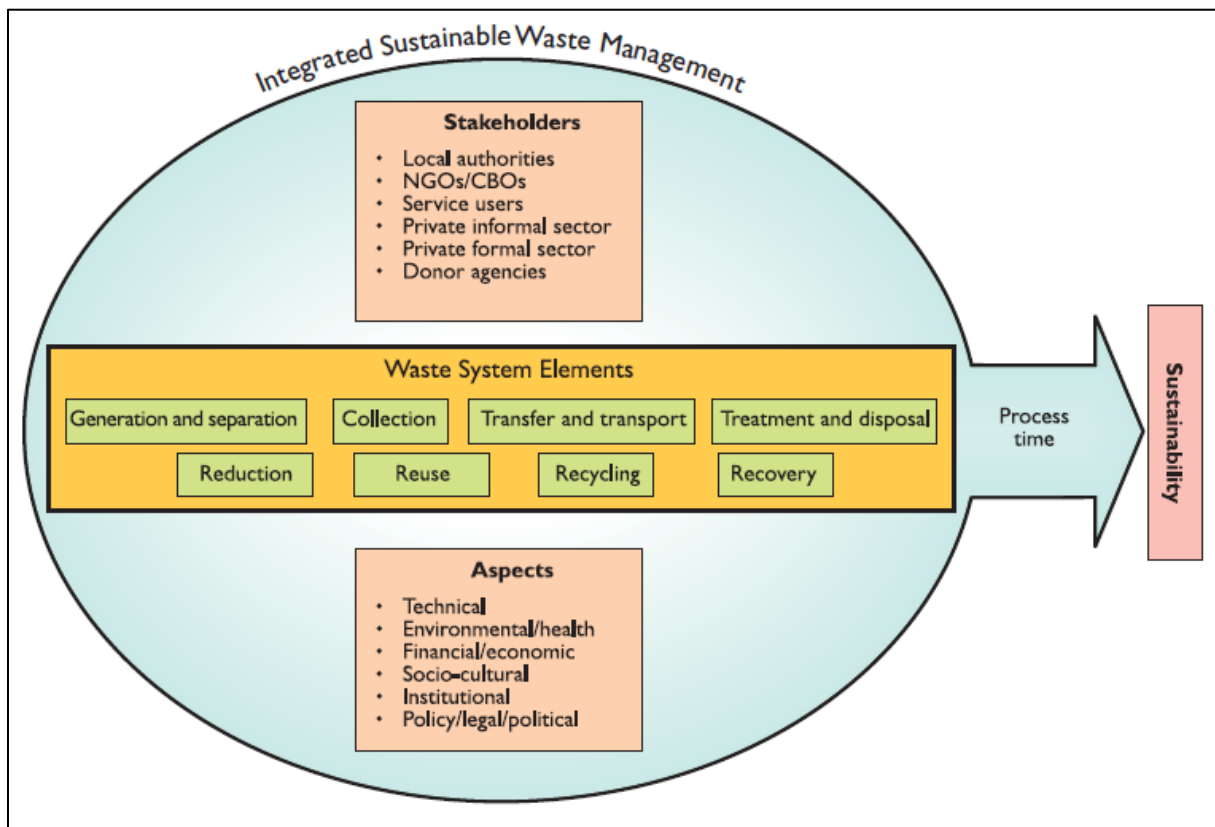 Integrated Sustainable Waste Management
Stakeholders
• Local authorities
• NGOs/CBOs
• Service users
• Private informal sector
• Private formal sector
• Donor agencies
Waste System Elements
Generation and separation
Collection
Transfer and transport
Treatment and disposal
Reduction
Reuse
Recycling
Recovery
Aspects
• Technical
• Environmental/health
• Financial/economic
• Socio-cultural
• Institutional
• Policy/legal/political
Process
time
Sustainability